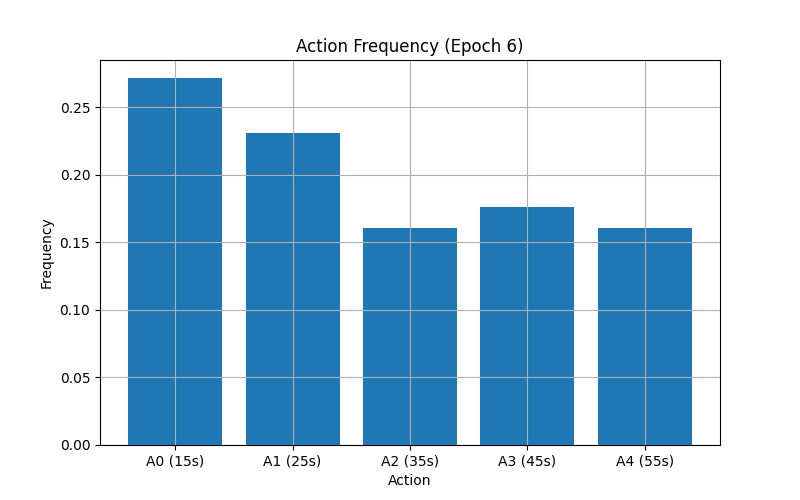 Action Frequency (Epoch 6)
Frequency
0.25
0.20
0.15
0.10
0.05
0.00
A0 (15s) A1 (25s) A2 (35s) A3 (45s) A4 (55s)
Action